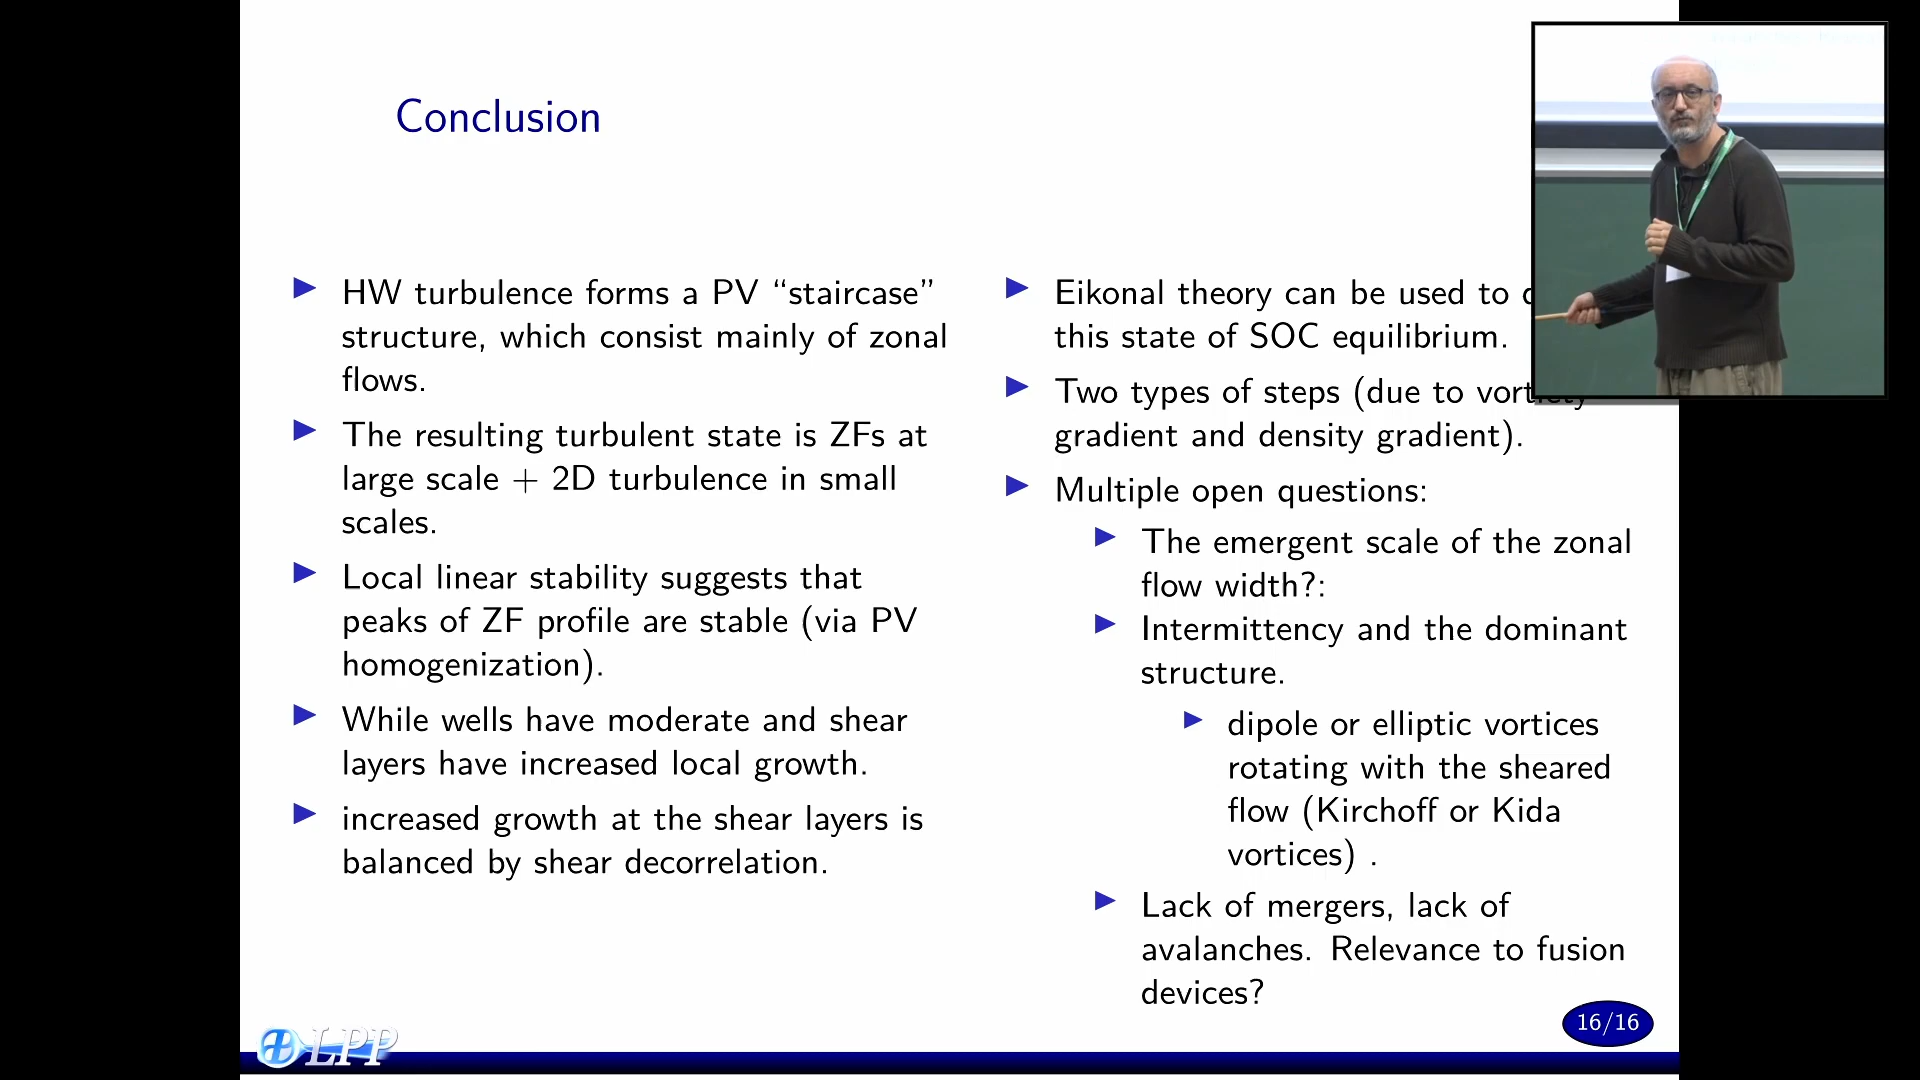 Conclusion
HW turbulence forms a PV “staircase”
structure, which consist mainly of zonal
flows.
The resulting turbulent state is ZFs at
large scale + 2D turbulence in small
scales.
Local linear stability suggests that
peaks of ZF profile are stable (via PV
homogenization).
While wells have moderate and shear
layers have increased local growth.
increased growth at the shear layers is
balanced by shear decorrelation.
Eikonal theory can be used to
this state of SOC equilibrium.
Two types of steps (due to vorticty
gradient and density gradient).
Multiple open questions:
The emergent scale of the zonal
flow width?:
Intermittency and the dominant
structure.
dipole or elliptic vortices
rotating with the sheared
flow (Kirchoff or Kida
vortices) .
Lack of mergers, lack of
avalanches. Relevance to fusion
devices?
LPP
16/16